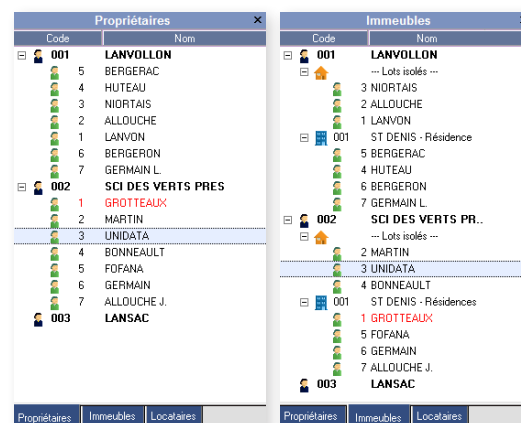 Propriétaires ×
Code Nom
001 LANVOLLON
5 BERGERAC
4 HUTEAU
3 NIORTAIS
2 ALLOUCHE
1 LANVON
6 BERGERON
7 GERMAIN L.
002 SCI DES VERTS PRES
1 GROTTEAUX
2 MARTIN
3 UNIDATA
4 BONNEAULT
5 FOFANA
6 GERMAIN
7 ALLOUCHE J.
003 LANSAC
Propriétaires Immeubles Locataires
Immeubles ×
Code Nom
001 LANVOLLON
--- Lots isolés ---
3 NIORTAIS
2 ALLOUCHE
1 LANVON
001 ST DENIS - Résidence
5 BERGERAC
4 HUTEAU
6 BERGERON
7 GERMAIN L.
002 SCI DES VERTS PR..
--- Lots isolés ---
2 MARTIN
3 UNIDATA
4 BONNEAULT
001 ST DENIS - Résidences
1 GROTTEAUX
5 FOFANA
6 GERMAIN
7 ALLOUCHE J.
003 LANSAC
Propriétaires Immeubles Locataires